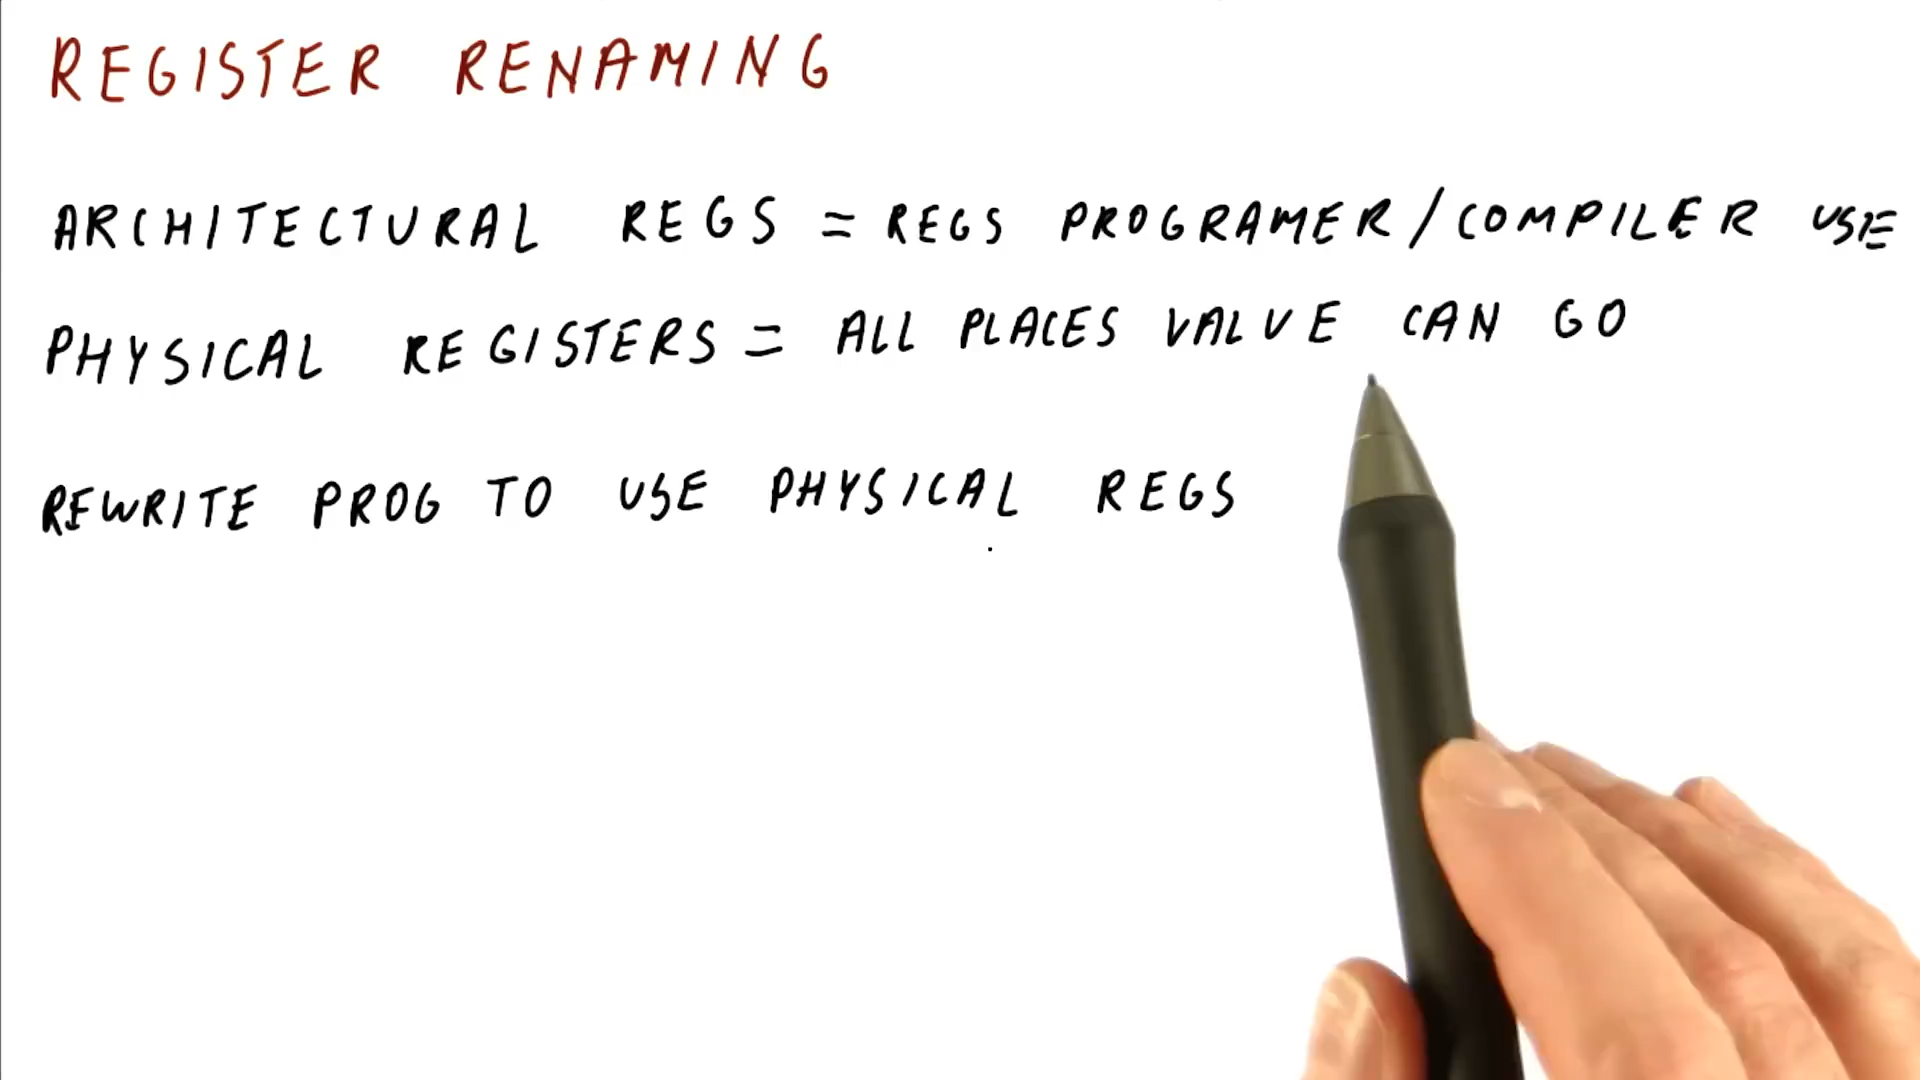 REGISTER RENAMING
ARCHITECTURAL REGS = REGS PROGRAMER/COMPILER USE
PHYSICAL REGISTERS = ALL PLACES VALUE CAN GO
REWRITE PROG TO USE PHYSICAL REGS